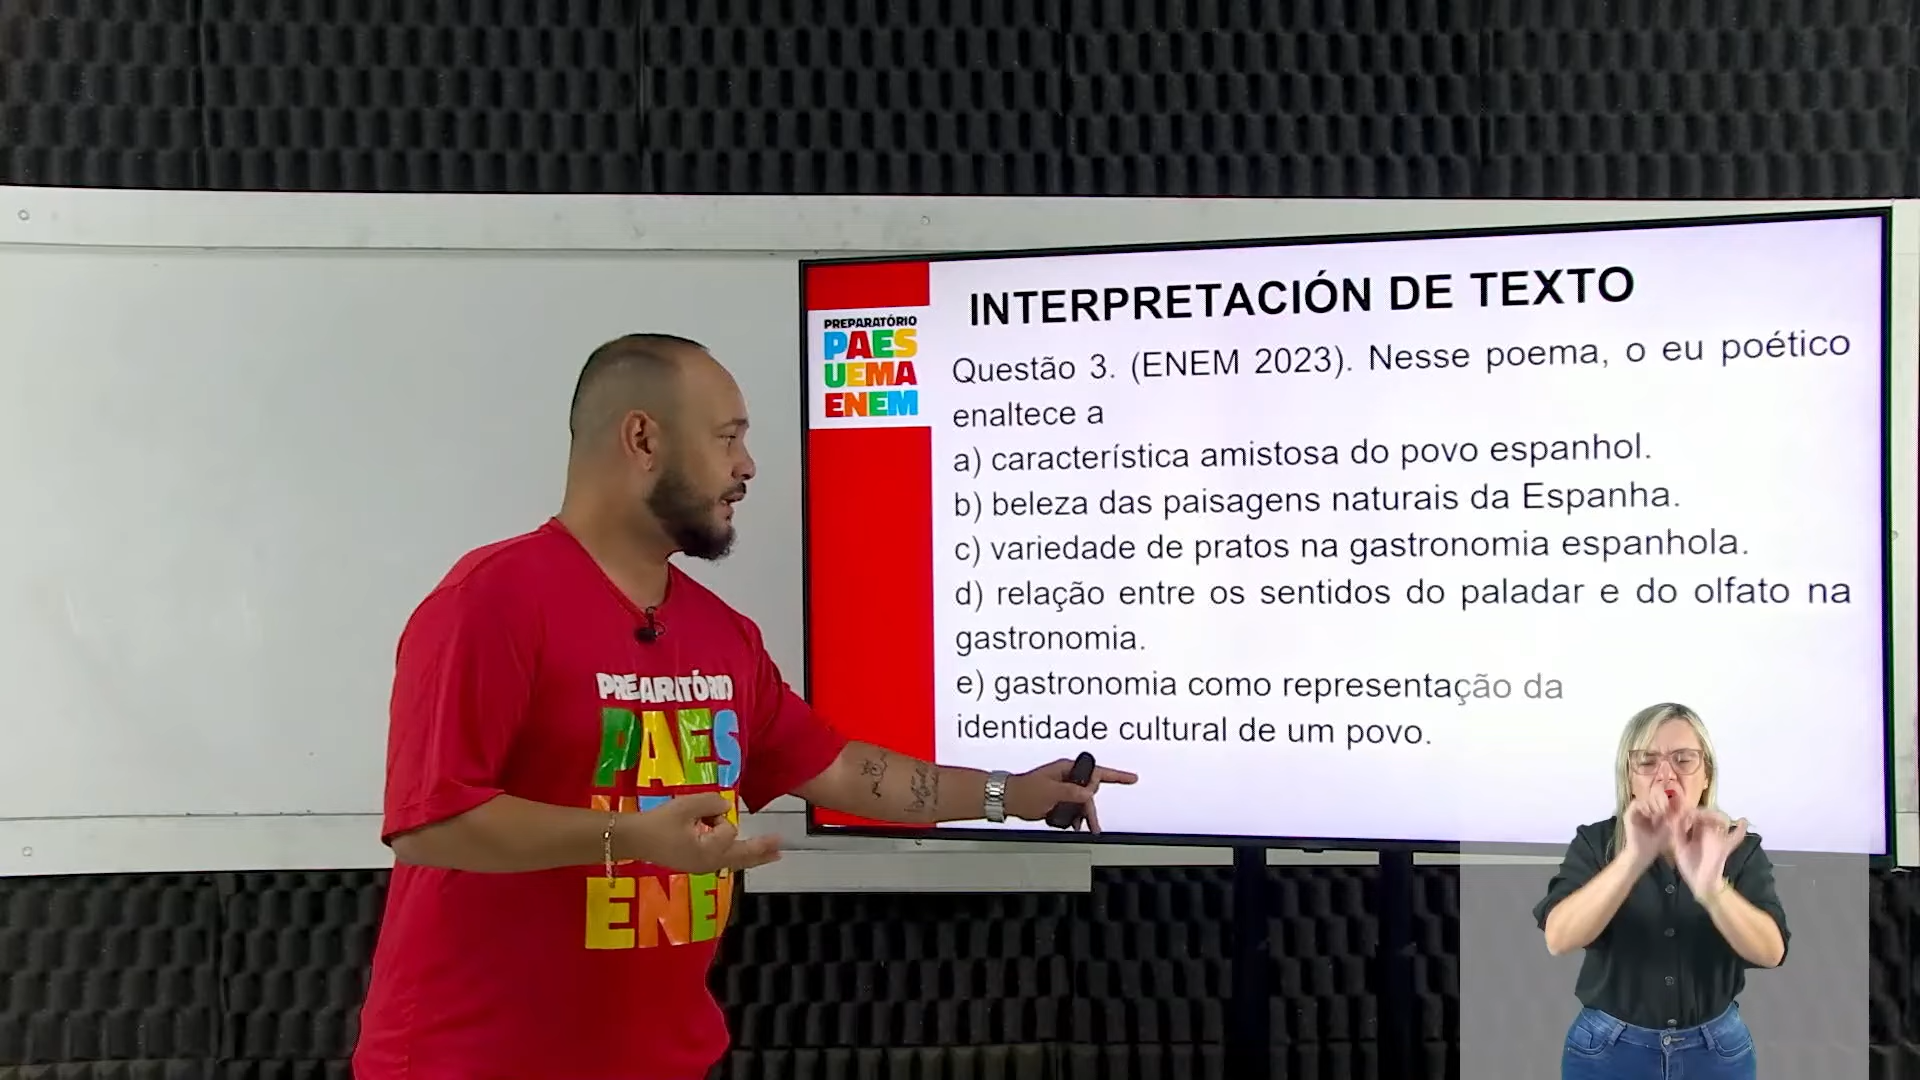 INTERPRETACIÓN DE TEXTO
PREPARATÓRIO
PAES
UEMA
ENEM
Questão 3. (ENEM 2023). Nesse poema, o eu poético
enaltece a
a) característica amistosa do povo espanhol.
b) beleza das paisagens naturais da Espanha.
c) variedade de pratos na gastronomia espanhola.
d) relação entre os sentidos do paladar e do olfato na
gastronomia.
e) gastronomia como representação da
identidade cultural de um povo.
PREPARATÓRIO
PAES
ENEM